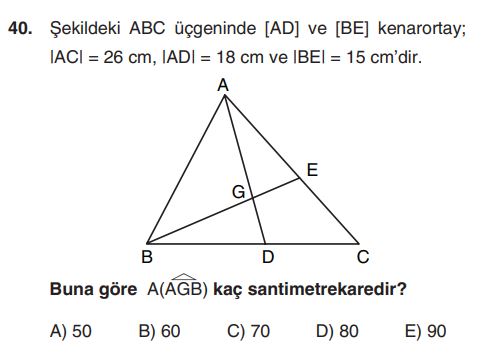 40. Şekildeki ABC üçgeninde [AD] ve [BE] kenarortay;
|AC| = 26 cm, |AD| = 18 cm ve |BE| = 15 cm'dir.
A
E
G
B
D
C
Buna göre A(AGB) kaç santimetrekaredir?
A) 50 B) 60 C) 70 D) 80 E) 90